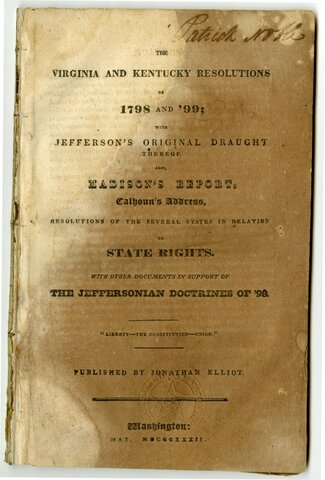 Patrick
THE
VIRGINIA AND KENTUCKY RESOLUTIONS
OF
1798 AND '99;
WITH
JEFFERSON'S ORIGINAL DRAUGHT
THEREOF.
ALSO,
MADISON'S REPORT,
Calhoun's Address,
RESOLUTIONS OF THE SEVERAL STATES IN RELATION
TO
STATE RIGHTS.
WITH OTHER DOCUMENTS IN SUPPORT OF
THE JEFFERSONIAN DOCTRINES OF '98.
"LIBERTY—THE CONSTITUTION—UNION."
PUBLISHED BY JONATHAN ELLIOT.
Washington:
MAY, MDCCCXXXII.